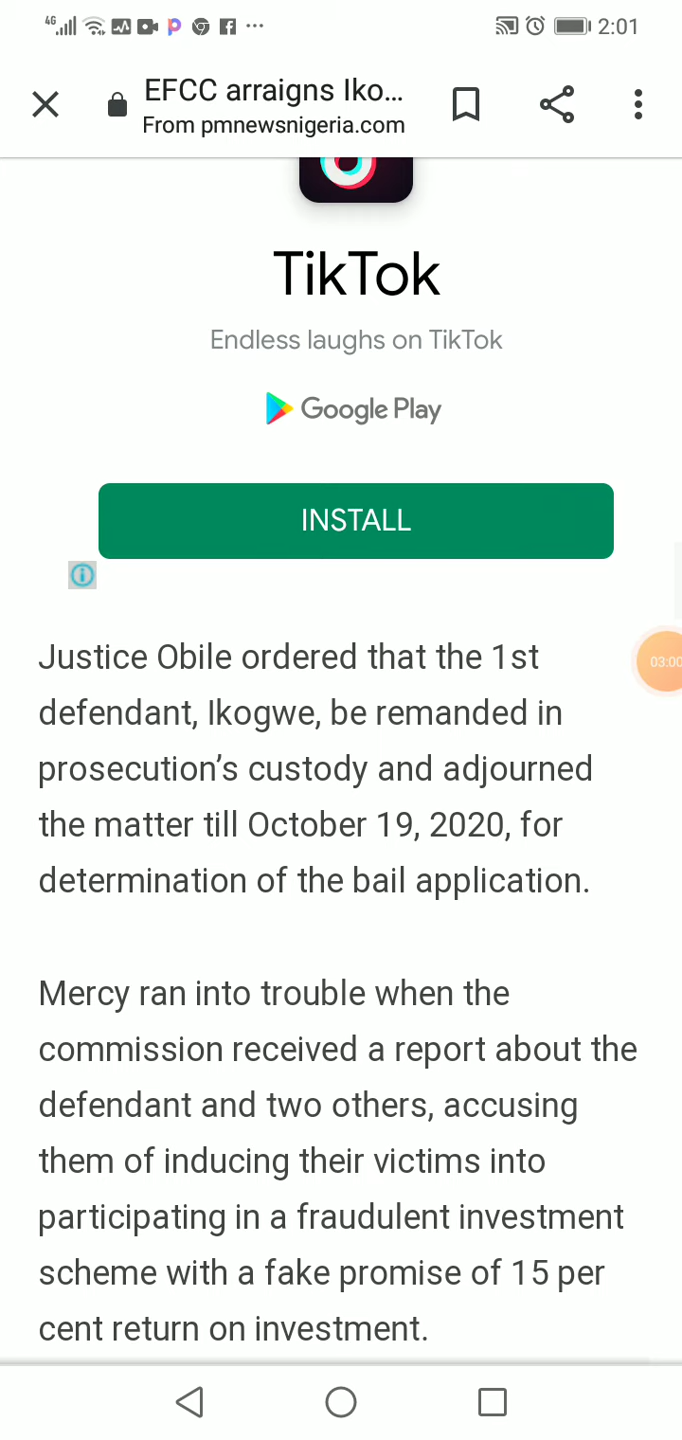 4G 2:01
EFCC arraigns Iko...
From pmnewsnigeria.com
TikTok
Endless laughs on TikTok
Google Play
INSTALL
Justice Obile ordered that the 1st
defendant, Ikogwe, be remanded in
03:00
prosecution’s custody and adjourned
the matter till October 19, 2020, for
determination of the bail application.
Mercy ran into trouble when the
commission received a report about the
defendant and two others, accusing
them of inducing their victims into
participating in a fraudulent investment
scheme with a fake promise of 15 per
cent return on investment.